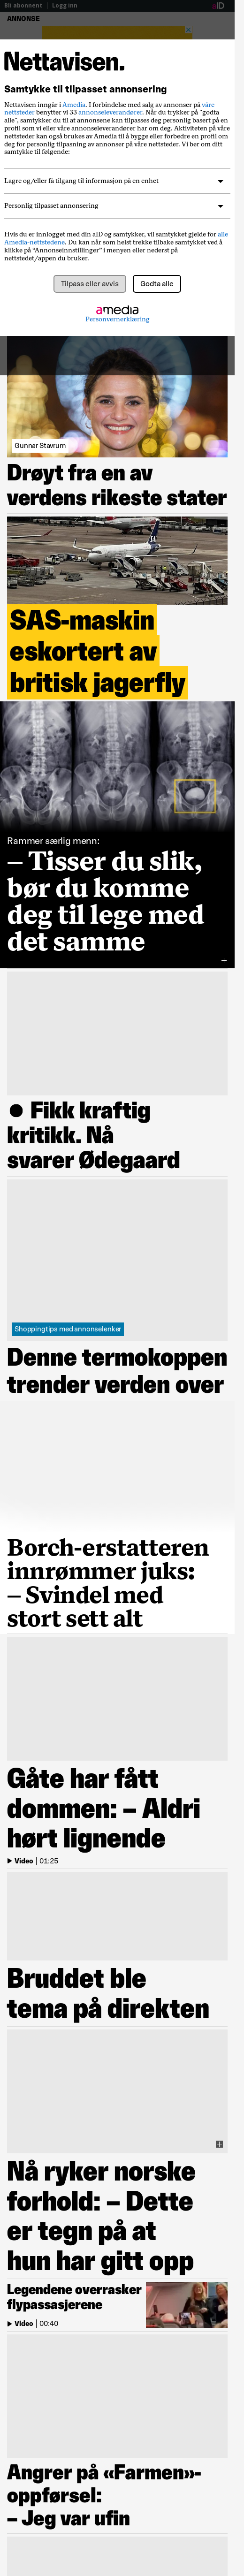 Bli abonnent | Logg inn
aID
ANNONSE
Nettavisen.
Samtykke til tilpasset annonsering
Nettavisen inngår i Amedia. I forbindelse med salg av annonser på våre
nettsteder benytter vi 33 annonseleverandører. Når du trykker på "godta
alle", samtykker du til at annonsene kan tilpasses deg personlig basert på en
profil som vi eller våre annonseleverandører har om deg. Aktiviteten på våre
nettsteder kan også brukes av Amedia til å bygge eller forbedre en profil om
deg for personlig tilpasning av annonser på våre nettsteder. Vi ber om ditt
samtykke til følgende:
Lagre og/eller få tilgang til informasjon på en enhet
Personlig tilpasset annonsering
Hvis du er innlogget med din aID og samtykker, vil samtykket gjelde for alle
Amedia-nettstedene. Du kan når som helst trekke tilbake samtykket ved å
klikke på “Annonseinnstillinger” i menyen eller nederst på
nettstedet/appen du bruker.
Tilpass eller avvis
Godta alle
amedia
Personvernerklæring
Gunnar Stavrum
Drøyt fra en av
verdens rikeste stater
SAS-maskin
eskortert av
britisk jagerfly
Rammer særlig menn:
– Tisser du slik,
bør du komme
deg til lege med
det samme
Fikk kraftig
kritikk. Nå
svarer Ødegaard
Shoppingtips med annonselenker
Denne termokoppen
trender verden over
Borch-erstatteren
innrømmer juks:
– Svindel med
stort sett alt
Gåte har fått
dommen: – Aldri
hørt lignende
Video | 01:25
Bruddet ble
tema på direkten
Nå ryker norske
forhold: – Dette
er tegn på at
hun har gitt opp
Legendene overrasker
flypassasjerene
Video | 00:40
Angrer på «Farmen»-
oppførsel:
– Jeg var ufin